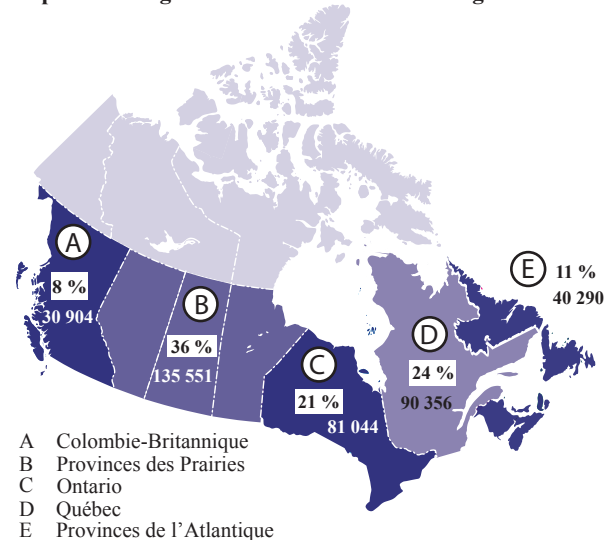 A
8 %
30 904
B
36 %
135 551
C
21 %
81 044
D
24 %
90 356
E 11 %
40 290
A Colombie-Britannique
B Provinces des Prairies
C Ontario
D Québec
E Provinces de l’Atlantique